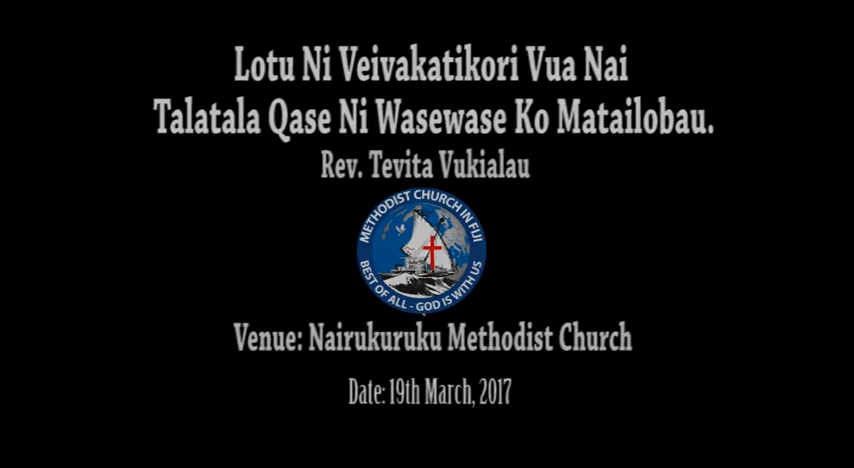 Lotu Ni Veivakatikori Vua Nai
Talatala Qase Ni Wasewase Ko Matailobau.
Rev. Tevita Vukialau
METHODIST CHURCH IN FIJI
BEST OF ALL - GOD IS WITH US
Venue: Nairukuruku Methodist Church
Date: 19th March, 2017